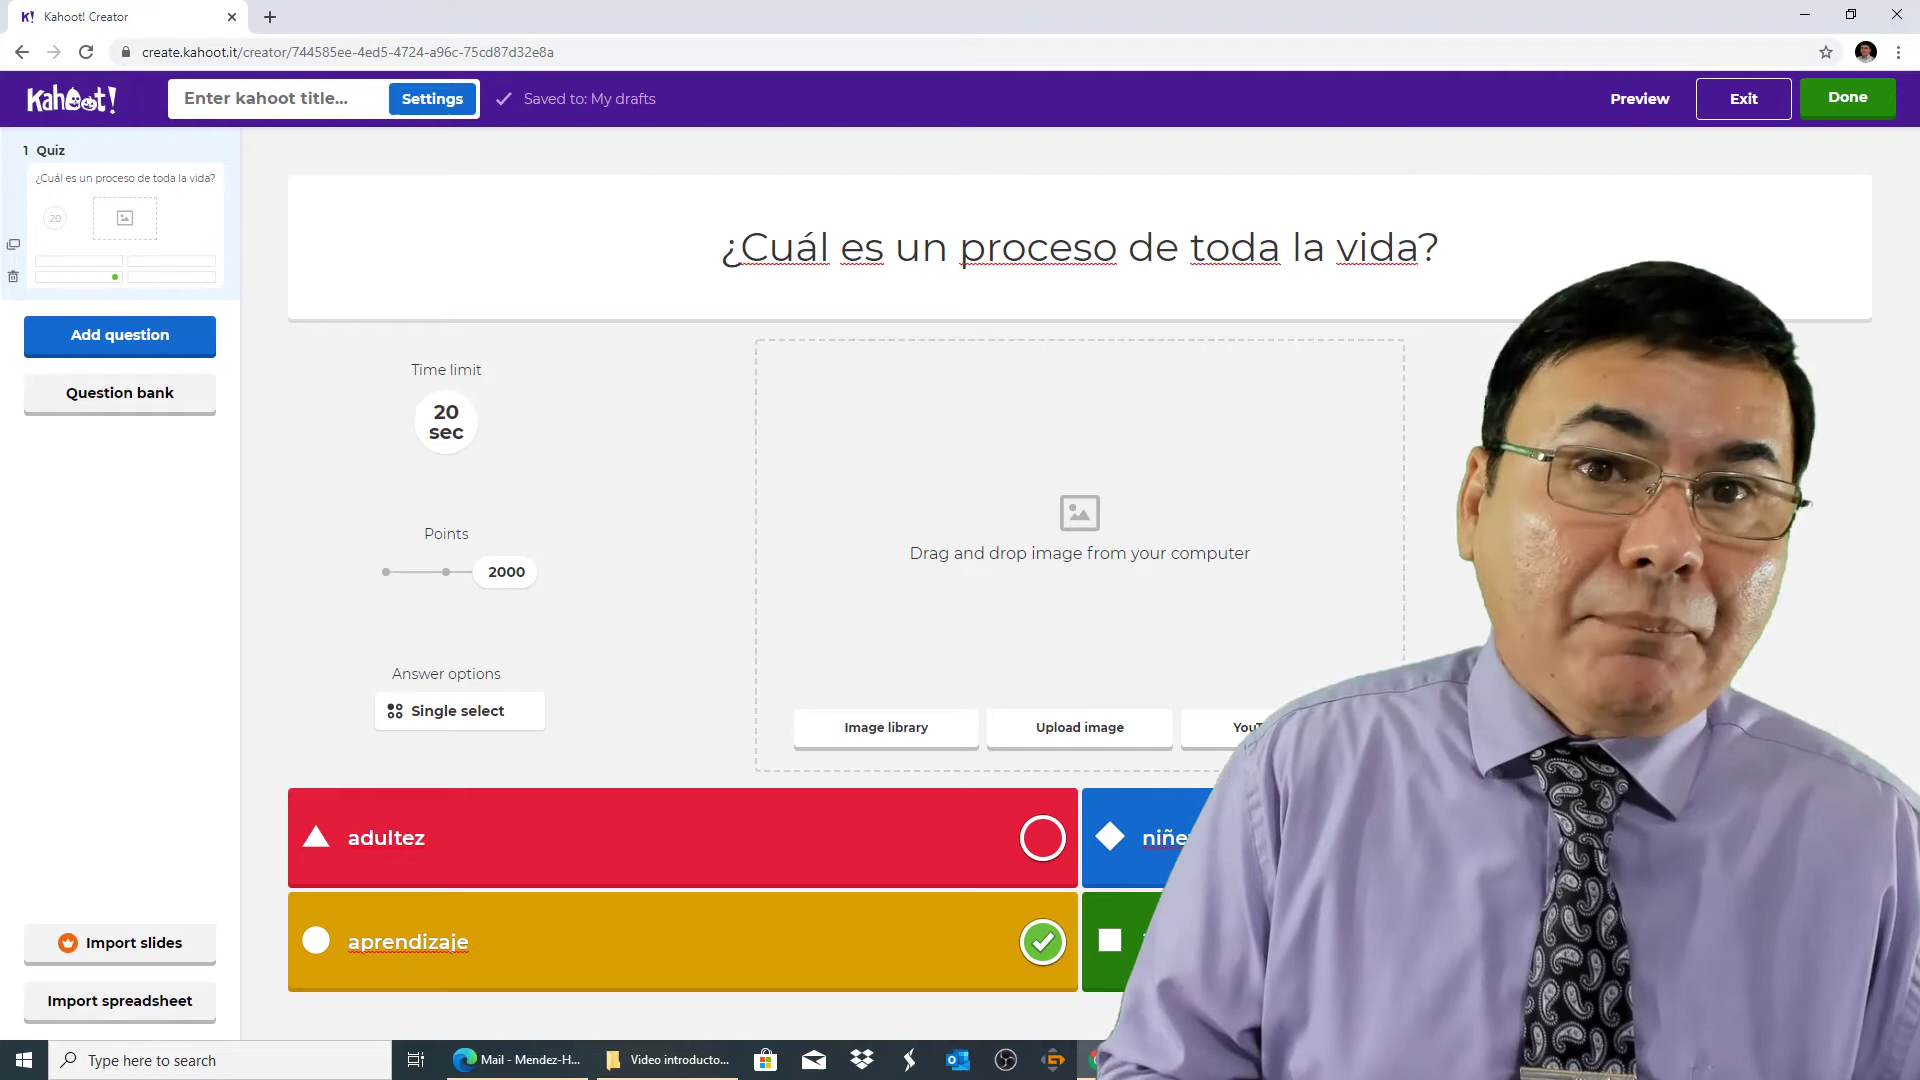 Kahoot! Creator
create.kahoot.it/creator/744585ee-4ed5-4724-a96c-75cd87d32e8a
Kahoot!
Enter kahoot title...
Settings
Saved to: My drafts
Preview
Exit
Done
1 Quiz
¿Cuál es un proceso de toda la vida?
20
Add question
Question bank
Import slides
Import spreadsheet
¿Cuál es un proceso de toda la vida?
Time limit
20
sec
Points
2000
Answer options
Single select
Drag and drop image from your computer
Image library
Upload image
adultez
aprendizaje
Type here to search
Mail - Mendez-H...
Video introducto...